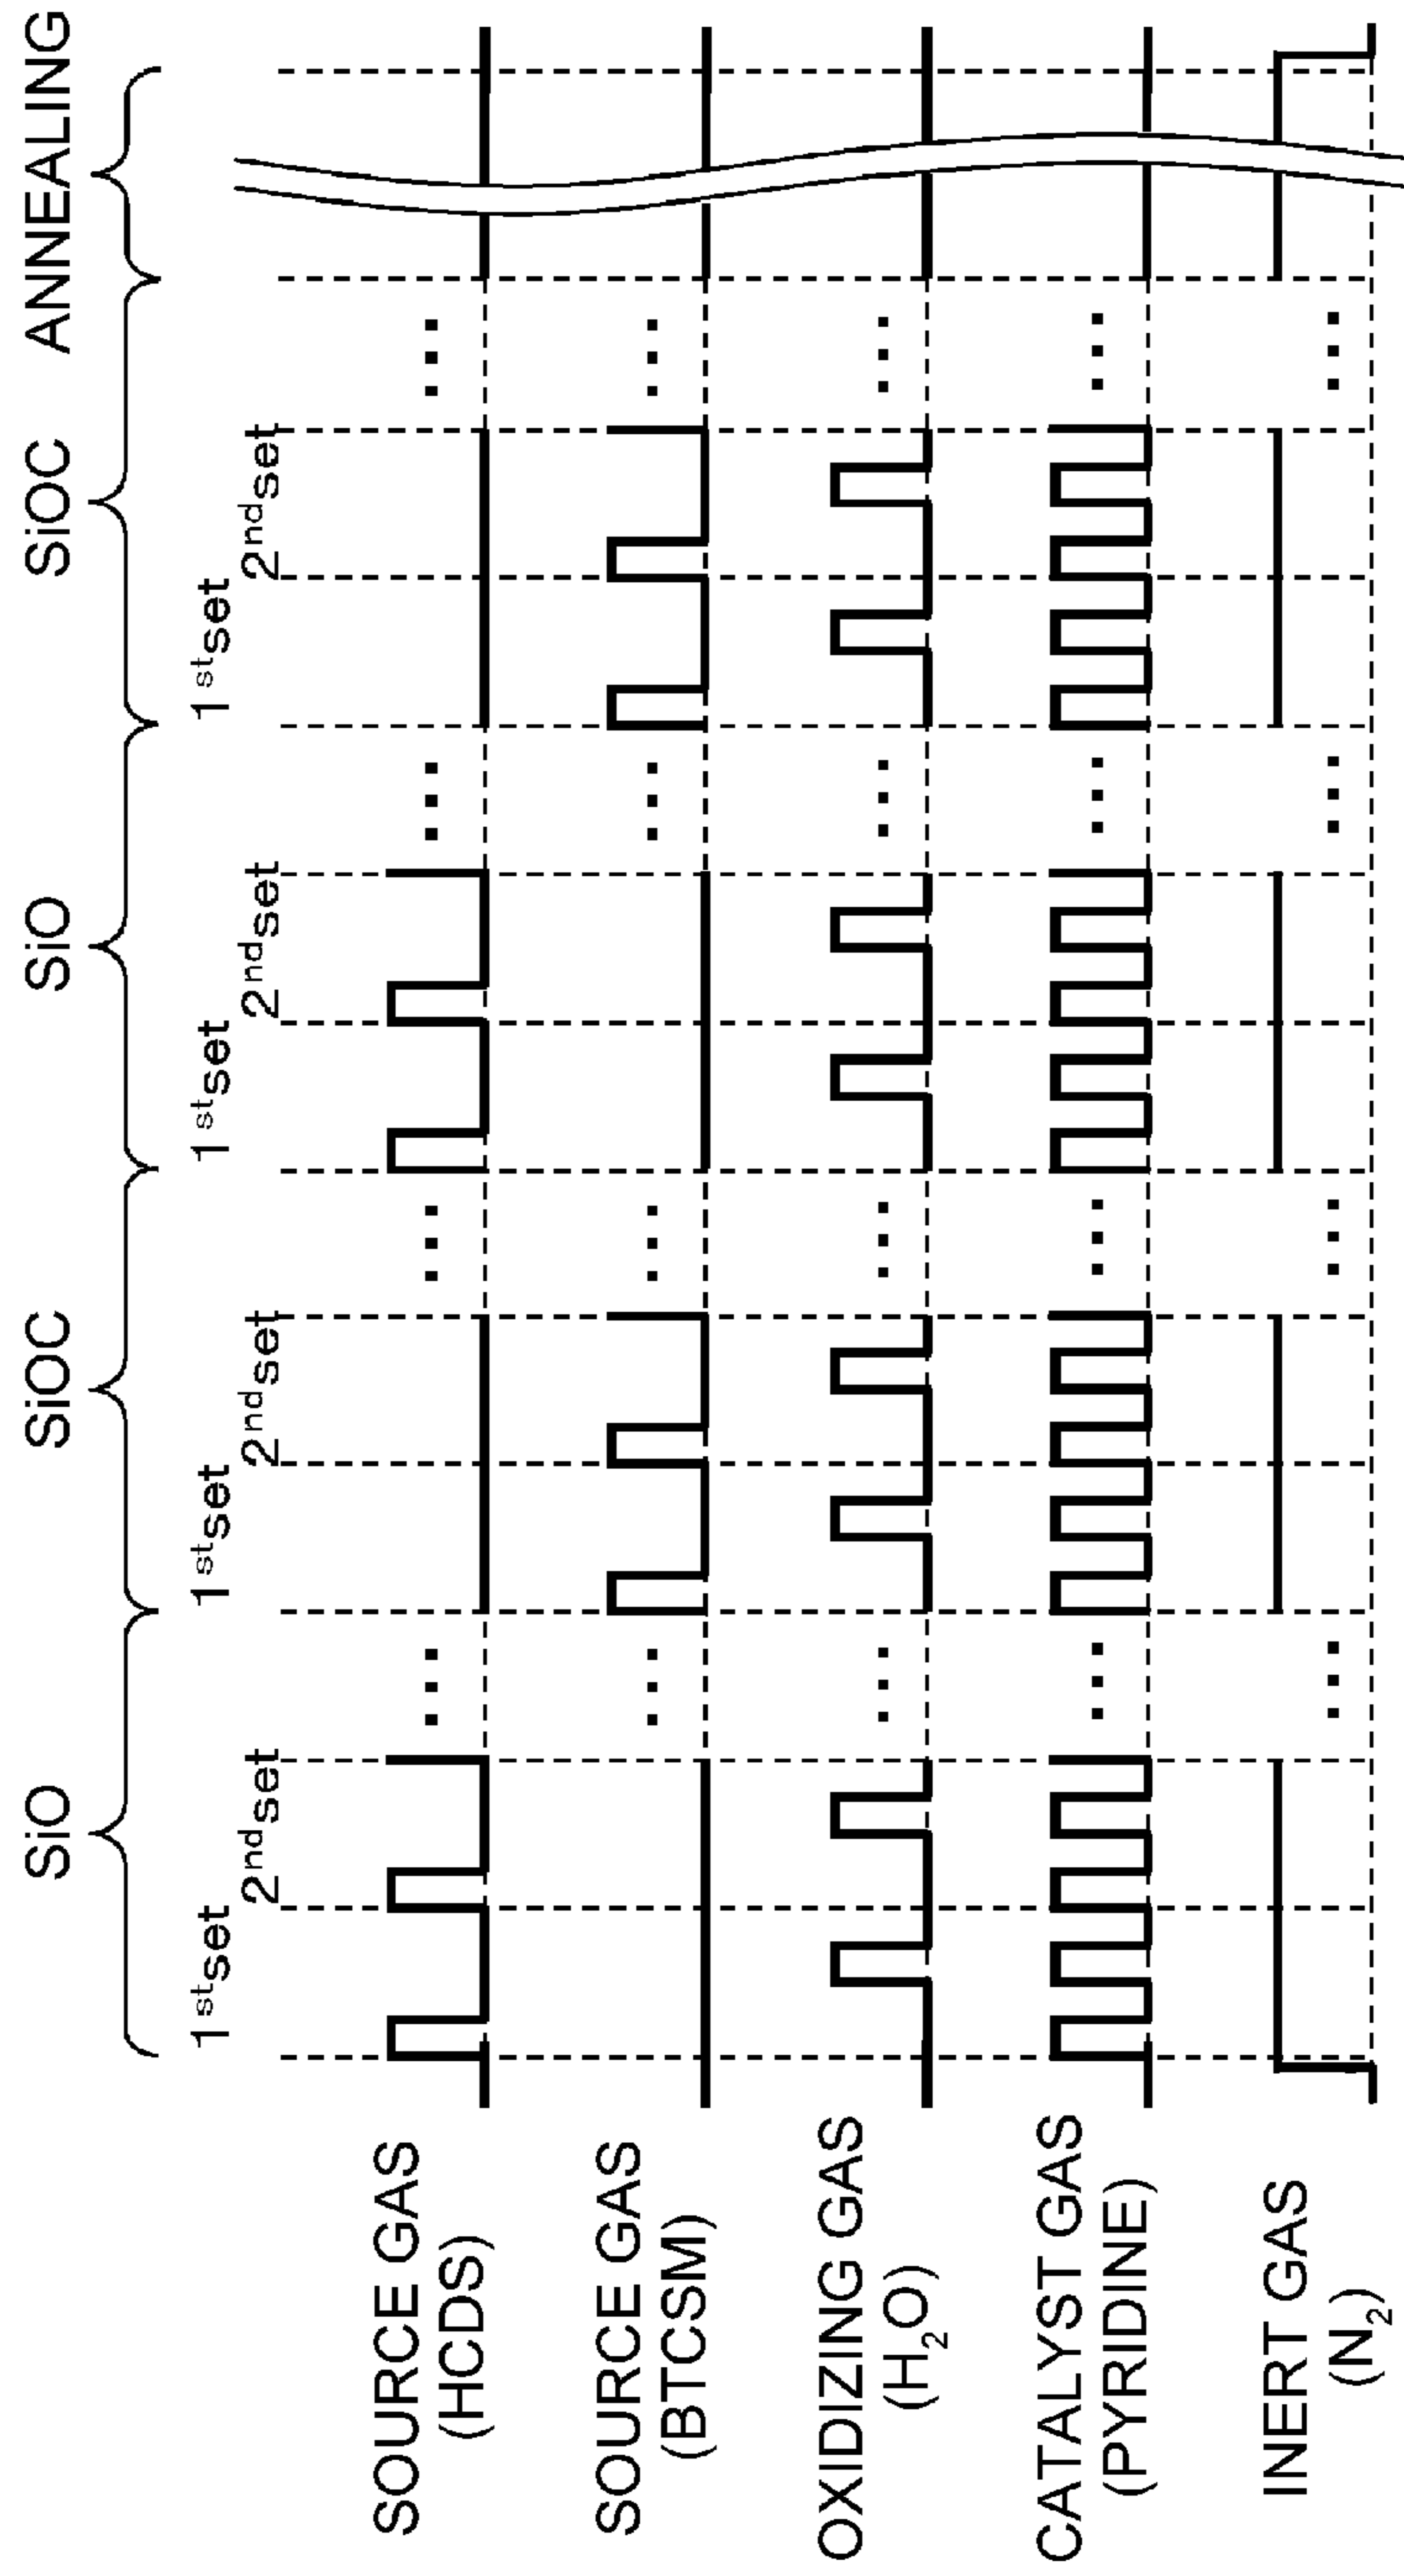 SiO SiOC SiO SiOC ANNEALING
1st set 2nd set 1st set 2nd set 1st set 2nd set 1st set 2nd set
SOURCE GAS
(HCDS)
SOURCE GAS
(BTCSM)
OXIDIZING GAS
(H₂O)
CATALYST GAS
(PYRIDINE)
INERT GAS
(N₂)